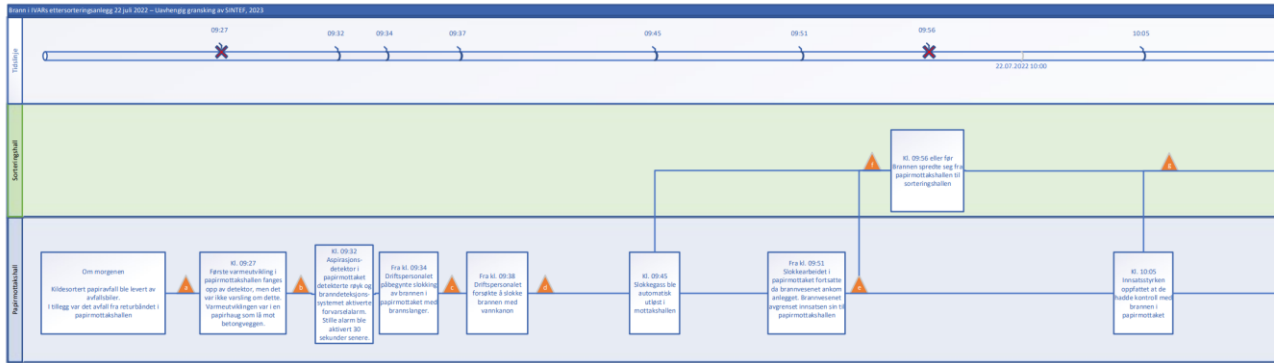 Brann i IVARs ettersorteringsanlegg 22 juli 2022 – Uavhengig gransking av SINTEF, 2023
Tidslinje
09:27
09:32
09:34
09:37
09:45
09:51
09:56
10:05
22.07.2022 10:00
Sorteringshall
f
Kl. 09:56 eller før
Brannen spredte seg fra
papirmottakshallen til
sorteringshallen
g
Papirmottakshall
Om morgenen
Kildesortert papiravfall ble levert av
avfallsbiler.
I tillegg var det avfall fra returbåndet i
papirmottakshallen
a
Kl. 09:27
Første varmeutvikling i
papirmottakshallen fanges
opp av detektor, men det
var ikke varsling om dette.
Varmeutviklingen var i en
papirhaug som lå mot
betongveggen.
b
Kl. 09:32
Aspirasjons-
detektor i
papirmottaket
detekterte røyk og
branndeteksjons-
systemet aktiverte
forvarselalarm.
Stille alarm ble
aktivert 30
sekunder senere.
Fra kl. 09:34
Driftspersonalet
påbegynte slokking
av brannen i
papirmottaket med
brannslanger.
c
Fra kl. 09:38
Driftspersonalet
forsøkte å slokke
brannen med
vannkanon
d
Kl. 09:45
Slokkegass ble
automatisk
utløst i
mottakshallen
Fra kl. 09:51
Slokkearbeidet i
papirmottaket fortsatte
da brannvesenet ankom
anlegget. Brannvesenet
avgrenset innsatsen sin til
papirmottakshallen
e
Kl. 10:05
Innsatsstyrken
oppfattet at de
hadde kontroll med
brannen i
papirmottaket